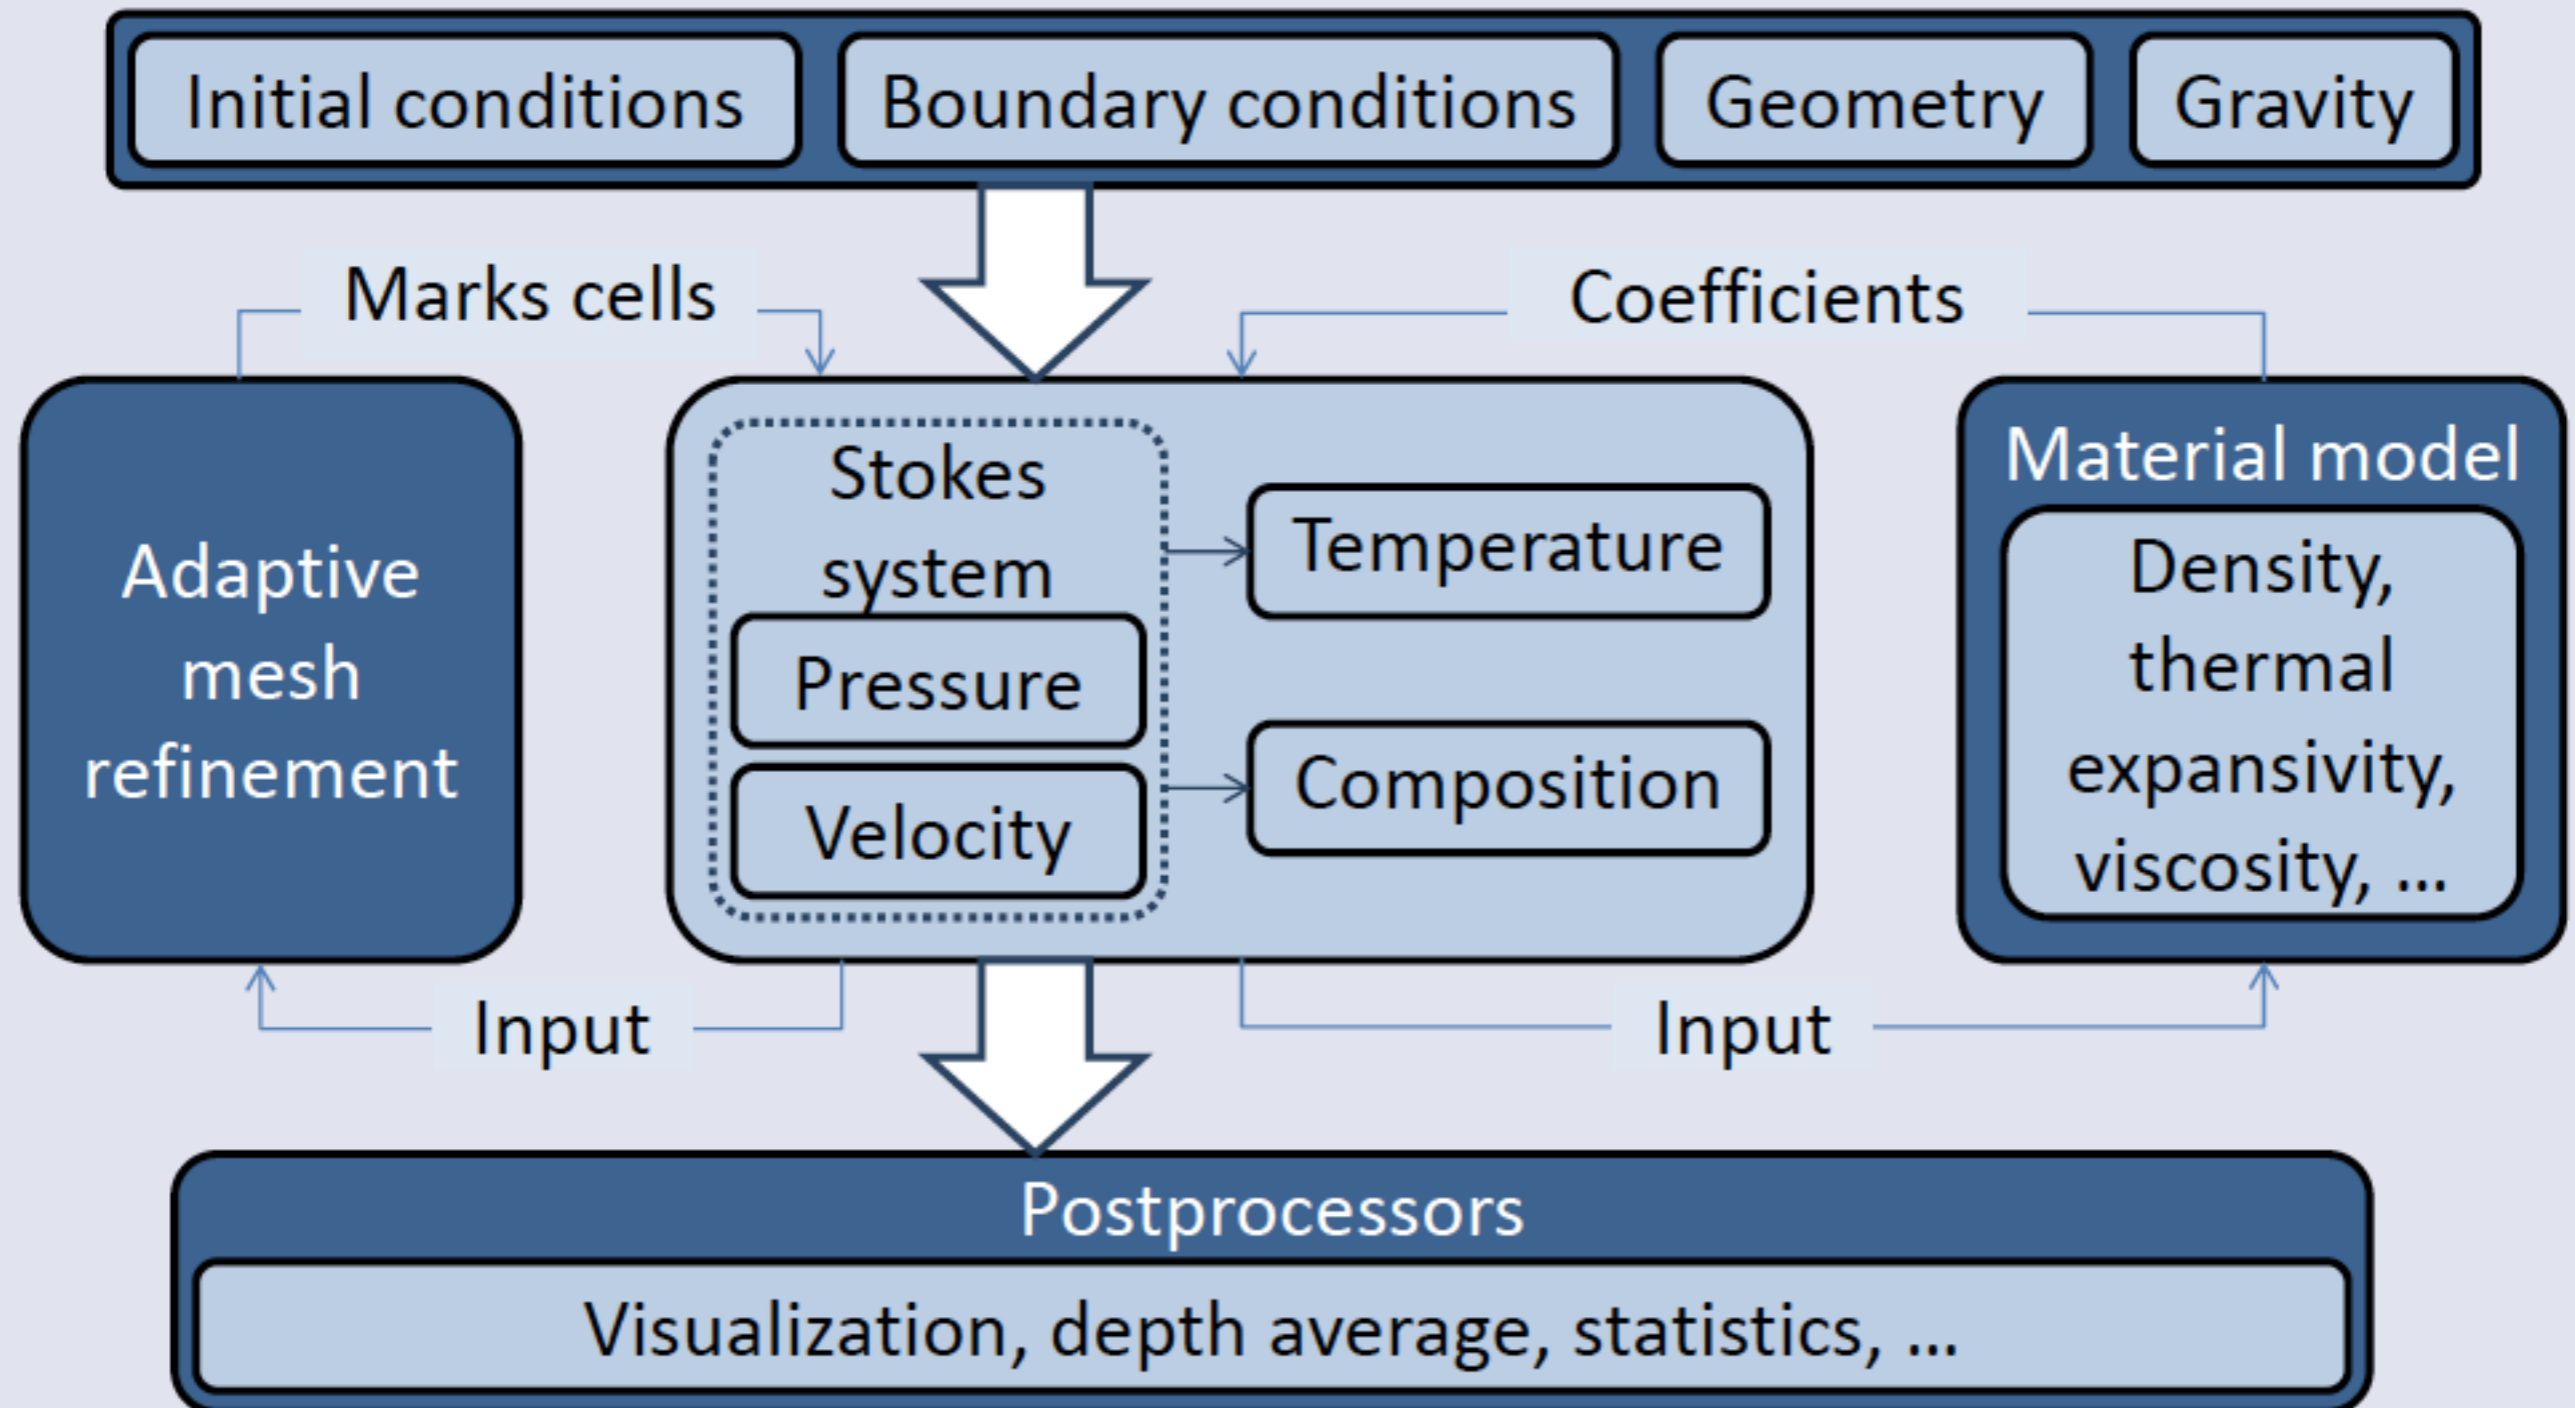 Initial conditions
Boundary conditions
Geometry
Gravity
Marks cells
Coefficients
Adaptive
mesh
refinement
Stokes
system
Pressure
Velocity
Temperature
Composition
Material model
Density,
thermal
expansivity,
viscosity, ...
Input
Input
Postprocessors
Visualization, depth average, statistics, ...